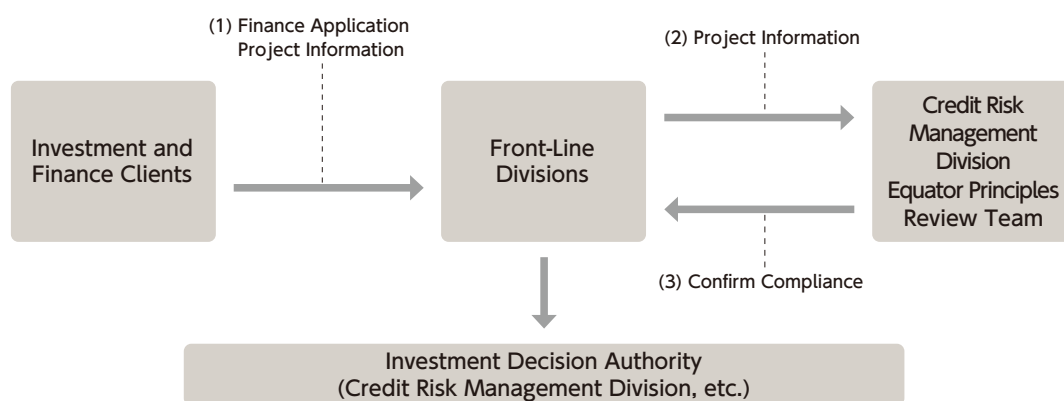 (1) Finance Application
Project Information
(2) Project Information
Investment and
Finance Clients
Front-Line
Divisions
Credit Risk
Management
Division
Equator Principles
Review Team
(3) Confirm Compliance
Investment Decision Authority
(Credit Risk Management Division, etc.)